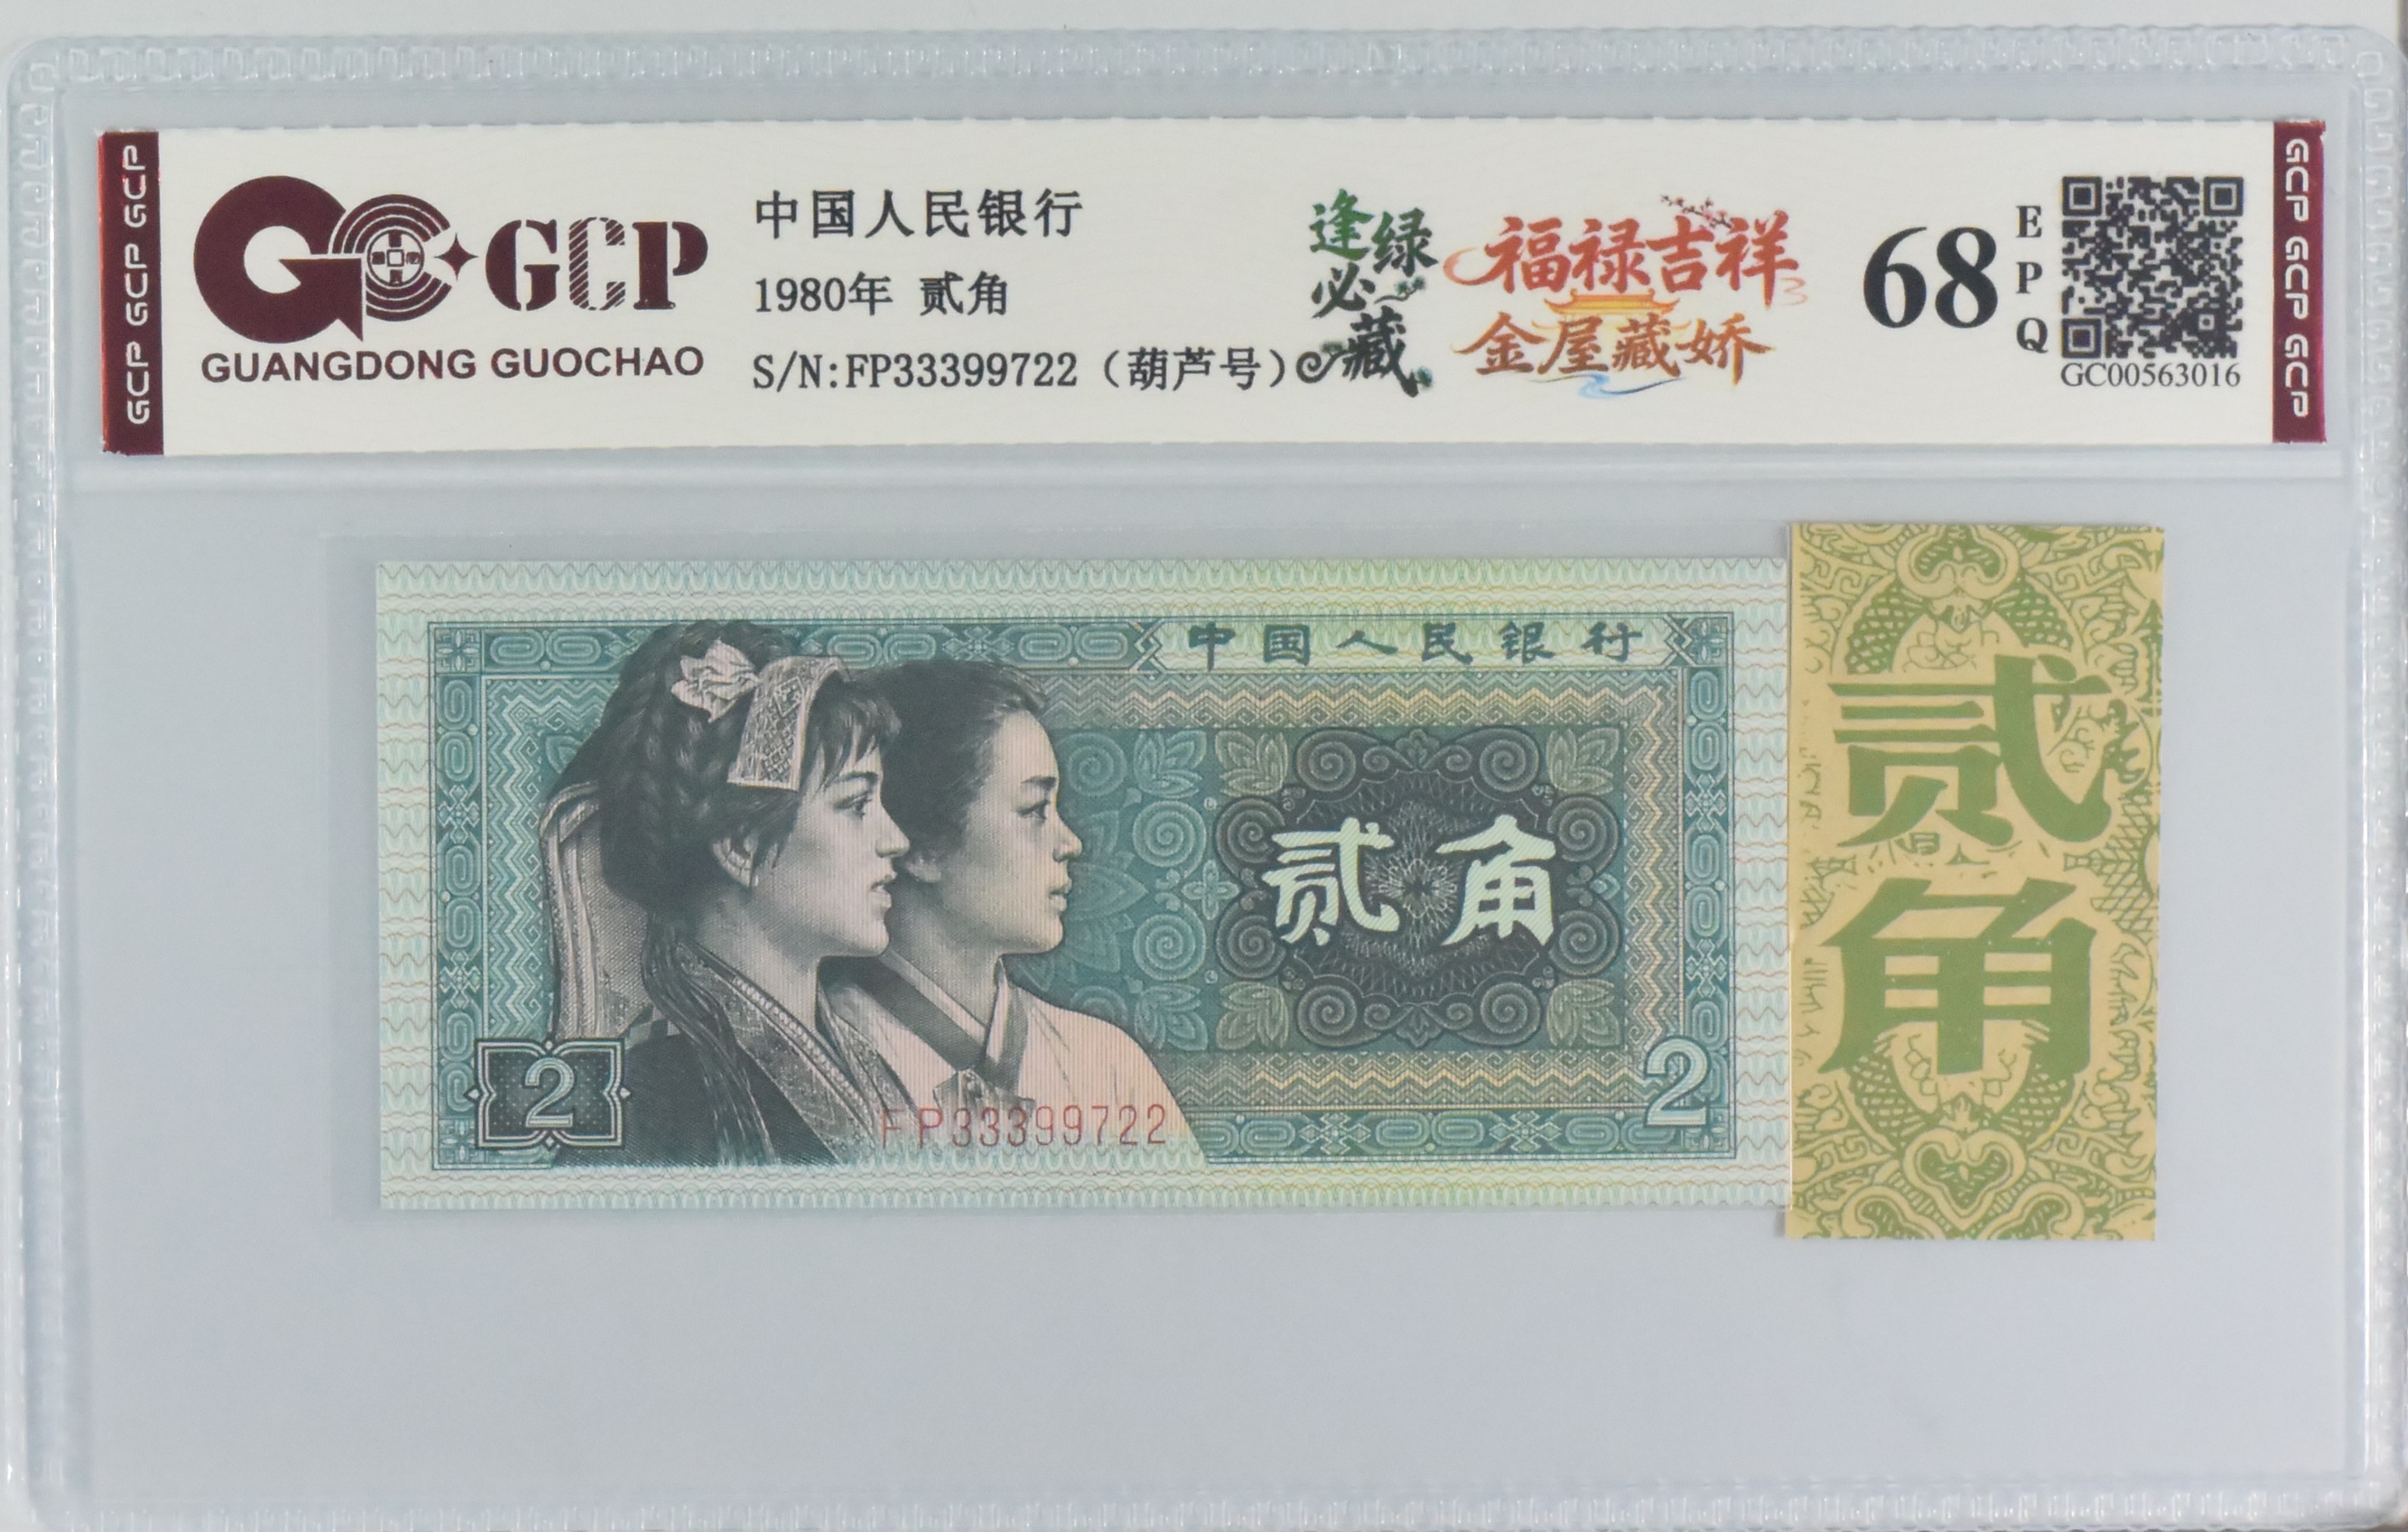 GCP GCP GCP
GCP
GUANGDONG GUOCHAO
中国人民银行
1980年 贰角
S/N:FP33399722（葫芦号）
逢绿
必藏
福禄吉祥
金屋藏娇
68
EPQ
GC00563016
GCP GCP GCP
中国人民银行
贰角
2
FP33399722
2
贰角